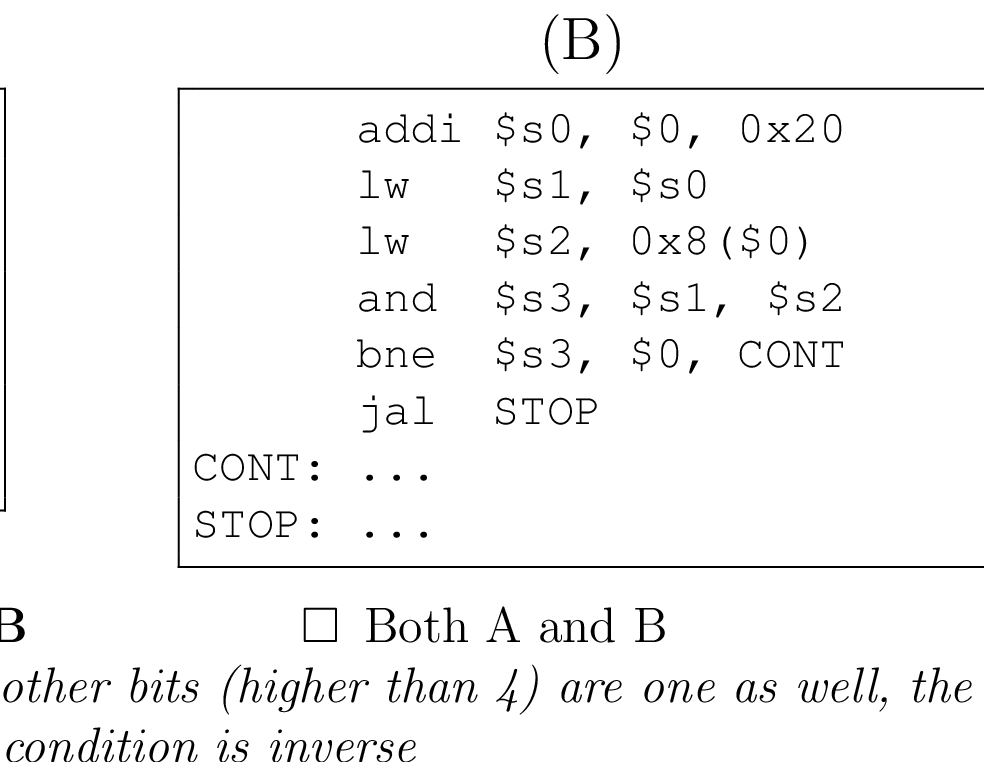 (B)
addi $s0, $0, 0x20
lw $s1, $s0
lw $s2, 0x8($0)
and $s3, $s1, $s2
bne $s3, $0, CONT
jal STOP
CONT: ...
STOP: ...
B □ Both A and B
other bits (higher than 4) are one as well, the
condition is inverse